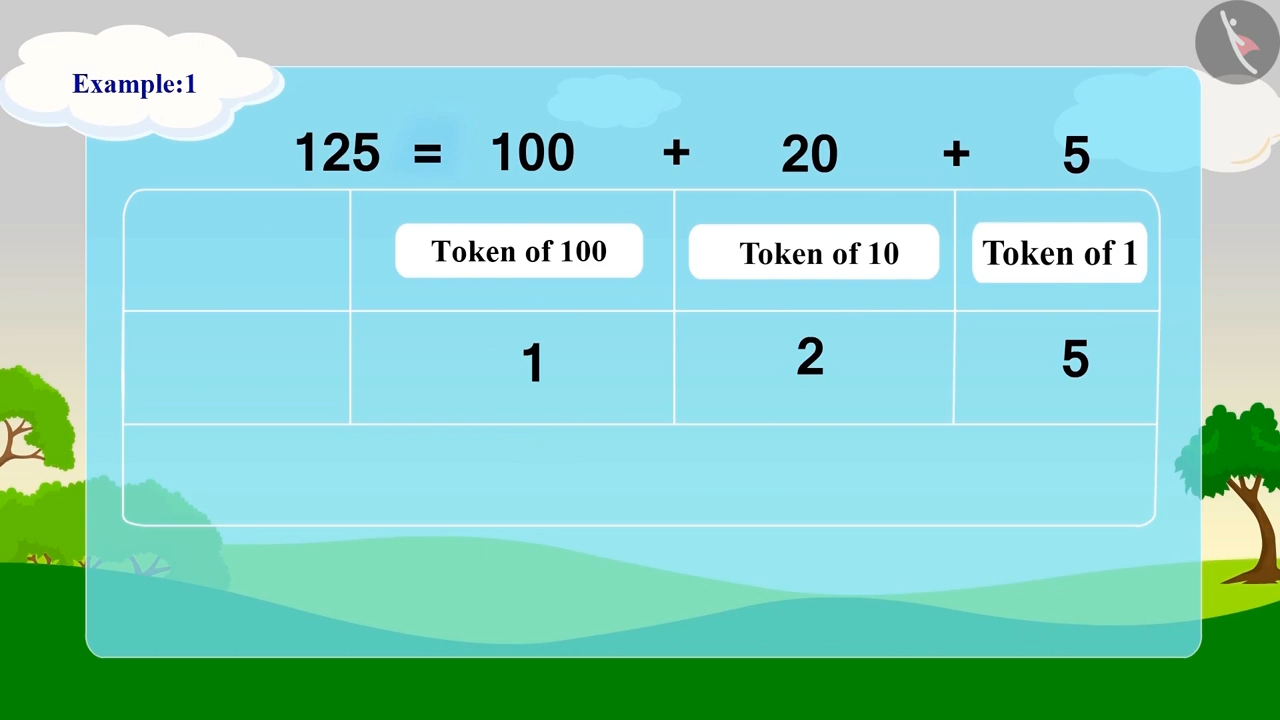 Example:1
125 = 100 + 20 + 5
Token of 100 Token of 10 Token of 1
1 2 5